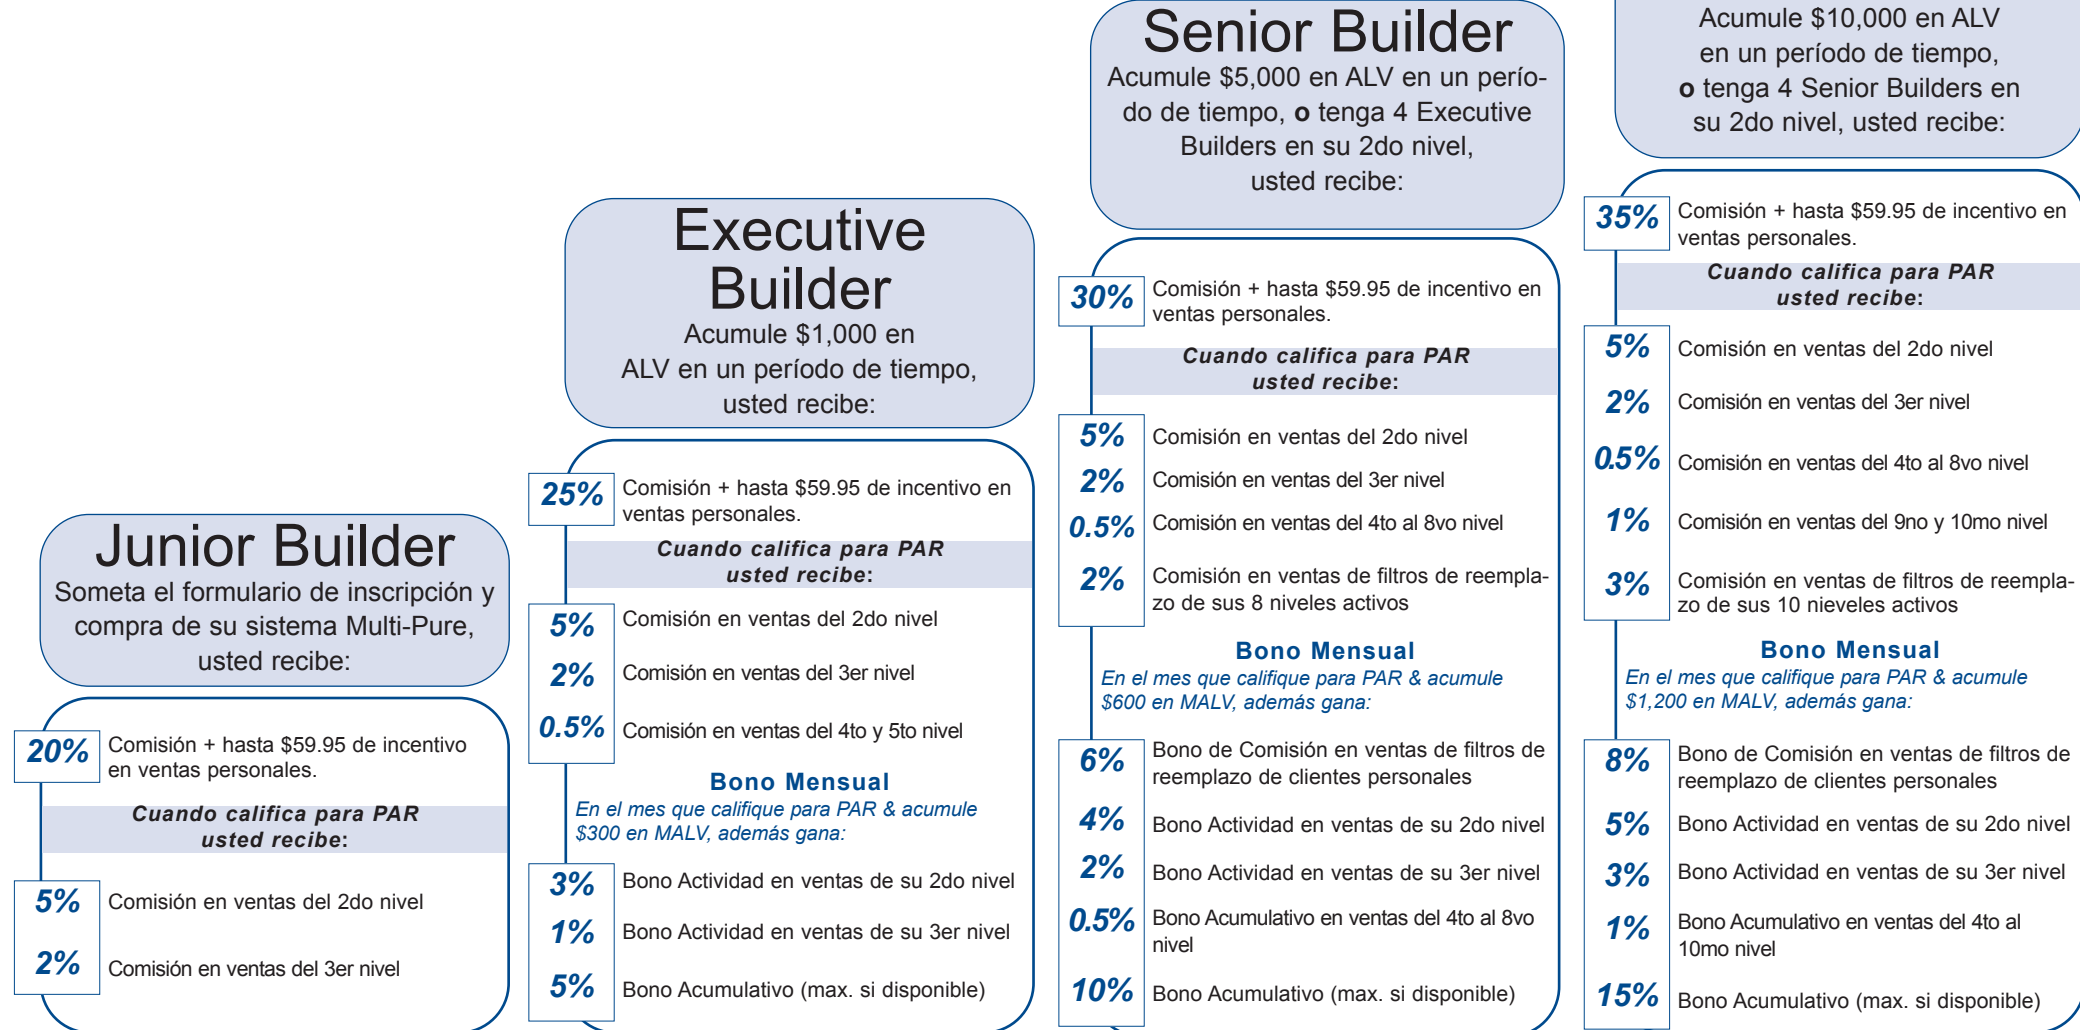 Junior Builder
Someta el formulario de inscripción y
compra de su sistema Multi-Pure,
usted recibe:
20% Comisión + hasta $59.95 de incentivo
en ventas personales.
Cuando califica para PAR
usted recibe:
5% Comisión en ventas del 2do nivel
2% Comisión en ventas del 3er nivel
Executive
Builder
Acumule $1,000 en
ALV en un período de tiempo,
usted recibe:
25% Comisión + hasta $59.95 de incentivo en
ventas personales.
Cuando califica para PAR
usted recibe:
5% Comisión en ventas del 2do nivel
2% Comisión en ventas del 3er nivel
0.5% Comisión en ventas del 4to y 5to nivel
Bono Mensual
En el mes que califique para PAR & acumule
$300 en MALV, además gana:
3% Bono Actividad en ventas de su 2do nivel
1% Bono Actividad en ventas de su 3er nivel
5% Bono Acumulativo (max. si disponible)
Senior Builder
Acumule $5,000 en ALV en un perío-
do de tiempo, o tenga 4 Executive
Builders en su 2do nivel,
usted recibe:
30% Comisión + hasta $59.95 de incentivo en
ventas personales.
Cuando califica para PAR
usted recibe:
5% Comisión en ventas del 2do nivel
2% Comisión en ventas del 3er nivel
0.5% Comisión en ventas del 4to al 8vo nivel
2% Comisión en ventas de filtros de reempla-
zo de sus 8 niveles activos
Bono Mensual
En el mes que califique para PAR & acumule
$600 en MALV, además gana:
6% Bono de Comisión en ventas de filtros de
reemplazo de clientes personales
4% Bono Actividad en ventas de su 2do nivel
2% Bono Actividad en ventas de su 3er nivel
0.5% Bono Acumulativo en ventas del 4to al 8vo
nivel
10% Bono Acumulativo (max. si disponible)
Acumule $10,000 en ALV
en un período de tiempo,
o tenga 4 Senior Builders en
su 2do nivel, usted recibe:
35% Comisión + hasta $59.95 de incentivo en
ventas personales.
Cuando califica para PAR
usted recibe:
5% Comisión en ventas del 2do nivel
2% Comisión en ventas del 3er nivel
0.5% Comisión en ventas del 4to al 8vo nivel
1% Comisión en ventas del 9no y 10mo nivel
3% Comisión en ventas de filtros de reempla-
zo de sus 10 nieveles activos
Bono Mensual
En el mes que califique para PAR & acumule
$1,200 en MALV, además gana:
8% Bono de Comisión en ventas de filtros de
reemplazo de clientes personales
5% Bono Actividad en ventas de su 2do nivel
3% Bono Actividad en ventas de su 3er nivel
1% Bono Acumulativo en ventas del 4to al
10mo nivel
15% Bono Acumulativo (max. si disponible)